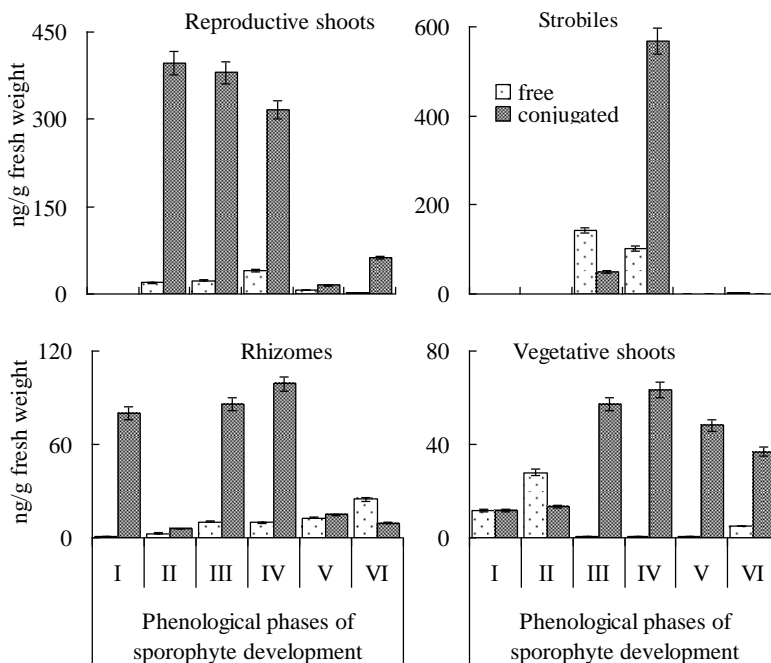 Reproductive shoots
Strobiles
ng/g fresh weight
450
300
150
0
600
400
200
0
free
conjugated
Rhizomes
Vegetative shoots
ng/g fresh weight
120
60
0
80
40
0
I II III IV V VI
I II III IV V VI
Phenological phases of
sporophyte development
Phenological phases of
sporophyte development